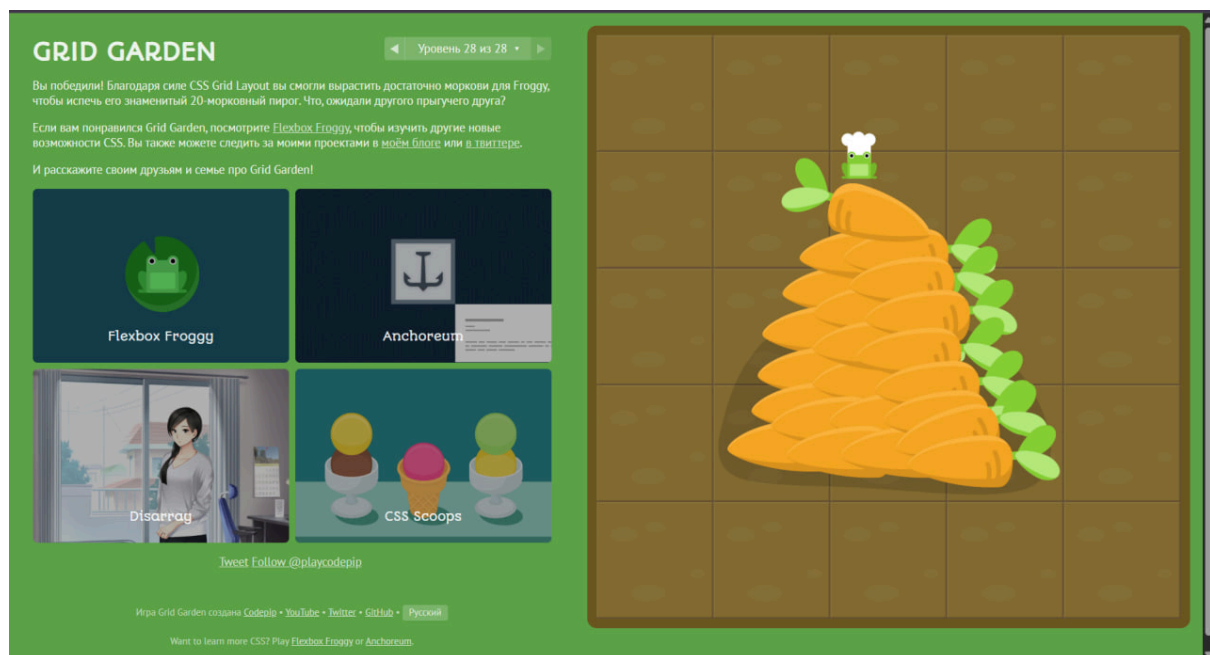 GRID GARDEN
Уровень 28 из 28
Вы победили! Благодаря силе CSS Grid Layout вы смогли вырастить достаточно моркови для Froggy,
чтобы испечь его знаменитый 20-морковный пирог. Что, ожидали другого прыгучего друга?
Если вам понравился Grid Garden, посмотрите Flexbox Froggy, чтобы изучить другие новые
возможности CSS. Вы также можете следить за моими проектами в моём блоге или в твиттере.
И расскажите своим друзьям и семье про Grid Garden!
Flexbox Froggy
Anchoreum
Disarray
CSS Scoops
Tweet Follow @playcodepip
Игра Grid Garden создана Codepip • YouTube • Twitter • GitHub • Русский
Want to learn more CSS? Play Flexbox Froggy or Anchoreum.